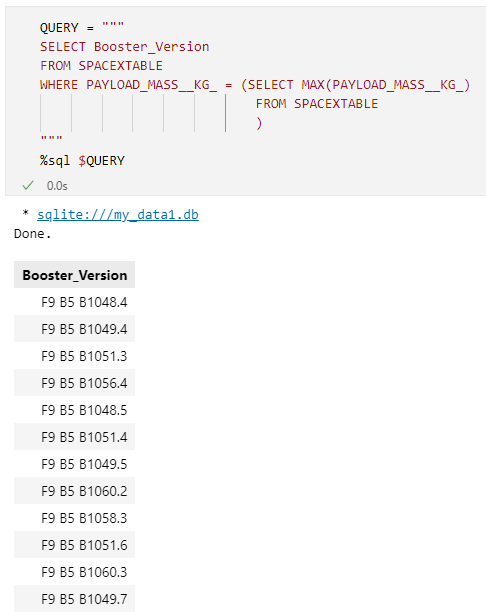 QUERY = """
SELECT Booster_Version
FROM SPACEXTABLE
WHERE PAYLOAD_MASS__KG_ = (SELECT MAX(PAYLOAD_MASS__KG_)
FROM SPACEXTABLE
)
"""
%sql $QUERY
0.0s
* sqlite:///my_data1.db
Done.
Booster_Version
F9 B5 B1048.4
F9 B5 B1049.4
F9 B5 B1051.3
F9 B5 B1056.4
F9 B5 B1048.5
F9 B5 B1051.4
F9 B5 B1049.5
F9 B5 B1060.2
F9 B5 B1058.3
F9 B5 B1051.6
F9 B5 B1060.3
F9 B5 B1049.7